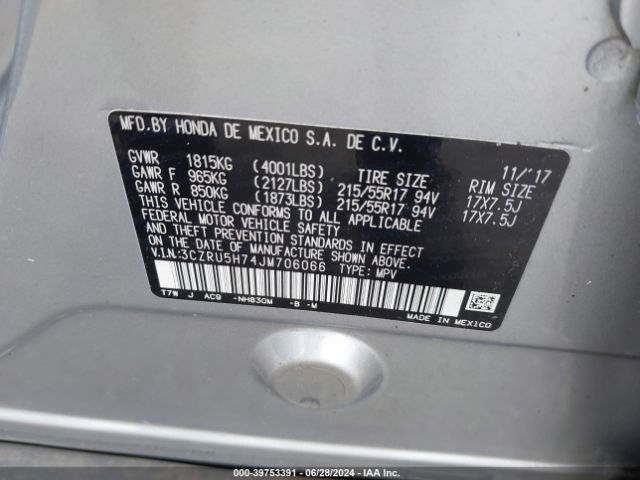 MFD.BY HONDA DE MEXICO S.A. DE C.V.
11/'17
GVWR 1815KG (4001LBS) TIRE SIZE RIM SIZE
GAWR F 965KG (2127LBS) 215/55R17 94V 17X7.5J
GAWR R 850KG (1873LBS) 215/55R17 94V 17X7.5J
THIS VEHICLE CONFORMS TO ALL APPLICABLE
FEDERAL MOTOR VEHICLE SAFETY
AND THEFT PREVENTION STANDARDS IN EFFECT
ON THE DATE OF MANUFACTURE SHOWN ABOVE.
V.I.N:3CZRU5H74JM706066 TYPE: MPV
T7W J AC9 -NH830M -B -M
MADE IN MEXICO
000-39753391 - 06/28/2024 - IAA Inc.